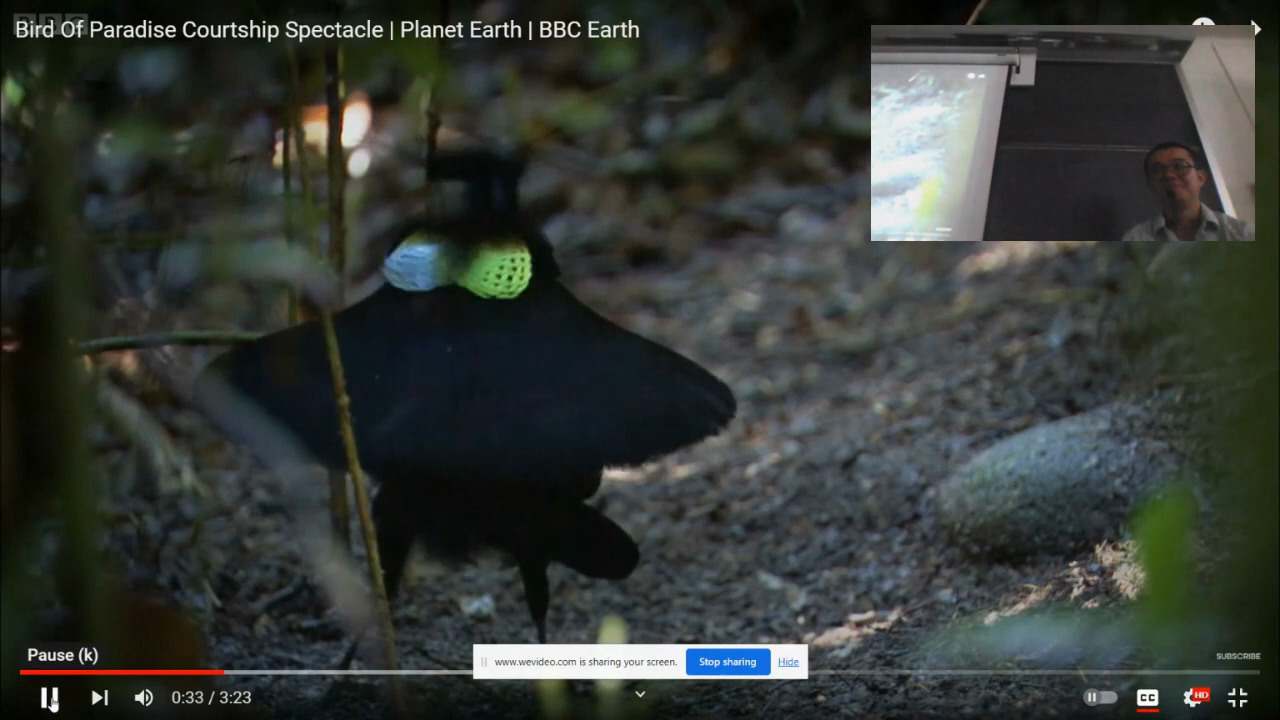 Bird Of Paradise Courtship Spectacle | Planet Earth | BBC Earth
Pause (k)
www.wevideo.com is sharing your screen.
Stop sharing
Hide
SUBSCRIBE
0:33 / 3:23
CC
HD